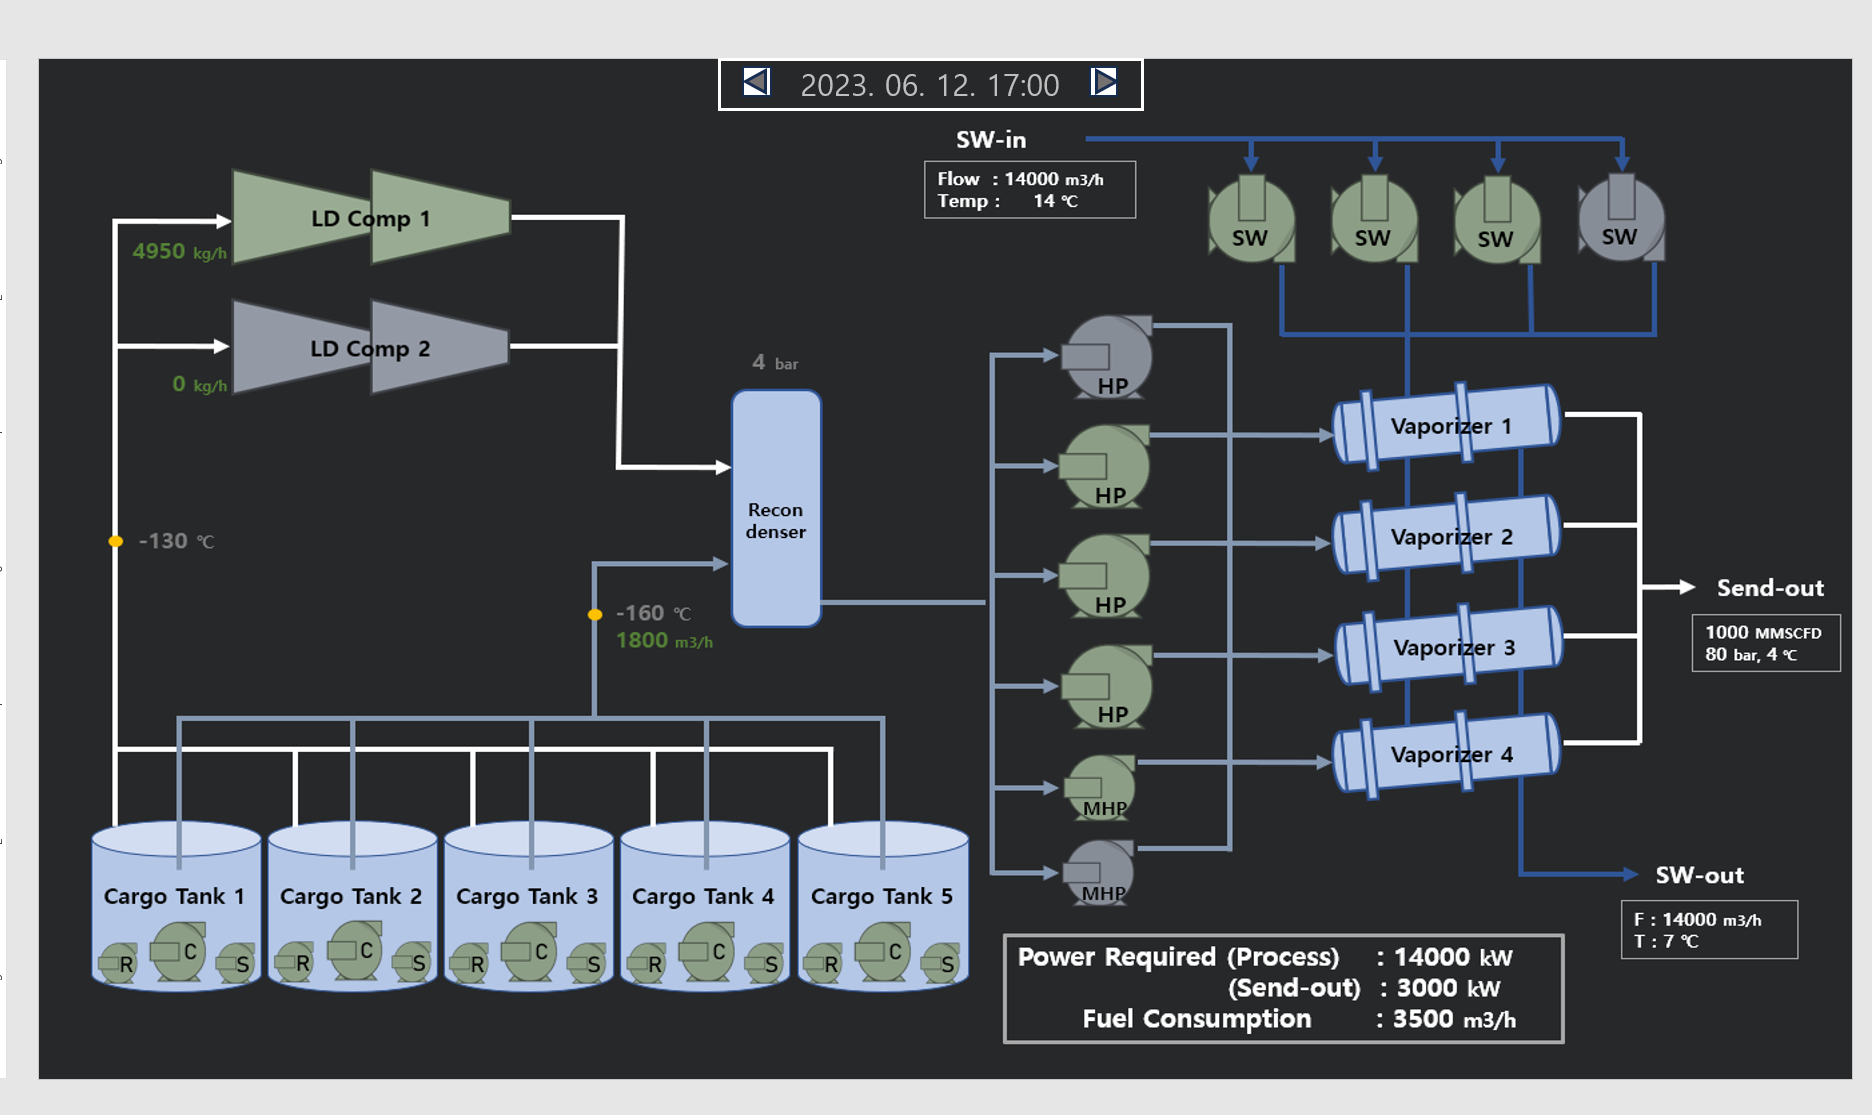 2023. 06. 12. 17:00
SW-in
Flow : 14000 m3/h
Temp : 14 ℃
SW
SW
SW
SW
LD Comp 1
4950 kg/h
LD Comp 2
0 kg/h
4 bar
Recon
denser
-130 ℃
-160 ℃
1800 m3/h
HP
HP
HP
HP
MHP
MHP
Vaporizer 1
Vaporizer 2
Vaporizer 3
Vaporizer 4
Send-out
1000 MMSCFD
80 bar, 4 ℃
SW-out
F : 14000 m3/h
T : 7 ℃
Cargo Tank 1
R C S
Cargo Tank 2
R C S
Cargo Tank 3
R C S
Cargo Tank 4
R C S
Cargo Tank 5
R C S
Power Required (Process) : 14000 kW
(Send-out) : 3000 kW
Fuel Consumption : 3500 m3/h